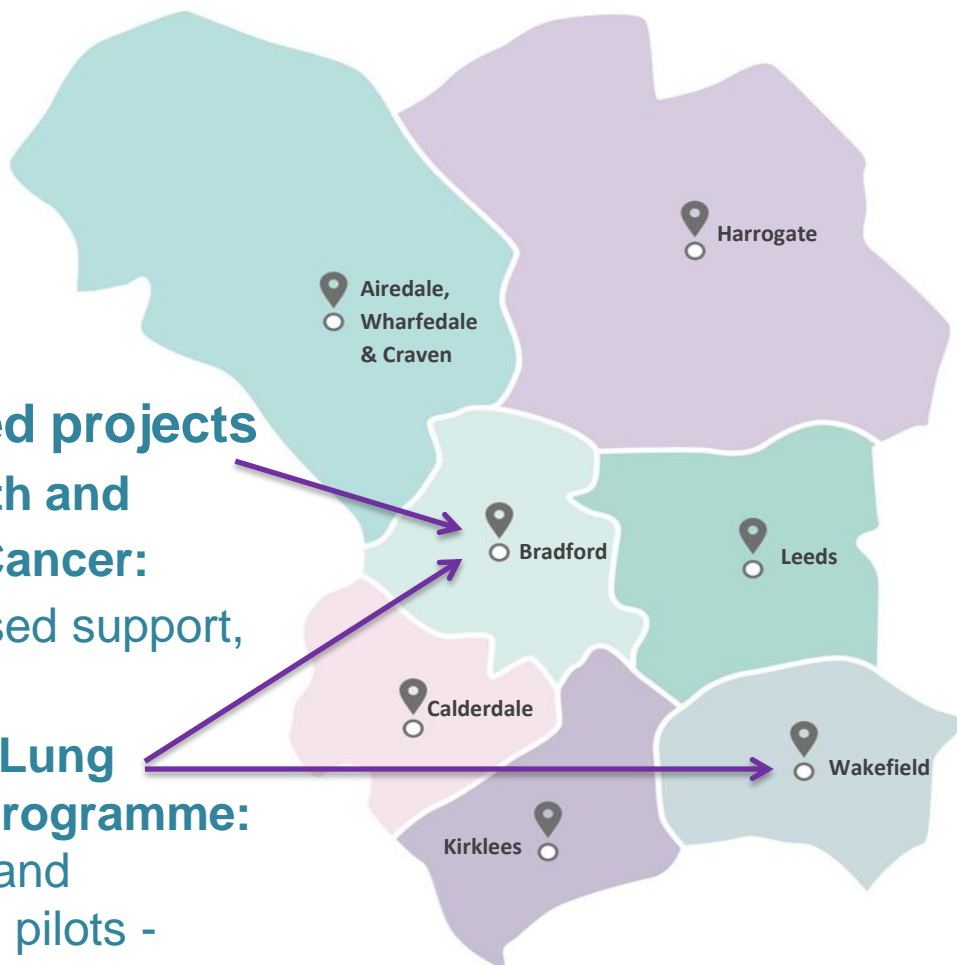 Harrogate
Airedale,
Wharfedale
& Craven
ed projects
th and
Cancer:
sed support,
Bradford
Leeds
Calderdale
Lung
rogramme:
and
pilots -
Wakefield
Kirklees